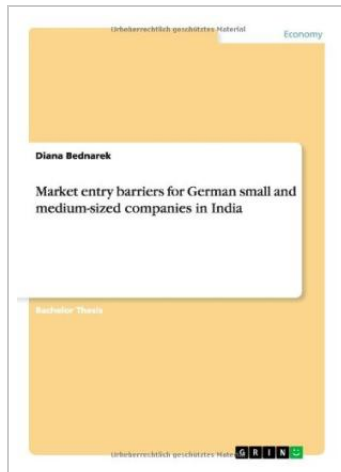 Urheberrechtlich geschütztes Material
Economy
Diana Bednarek
Market entry barriers for German small and
medium-sized companies in India
Bachelor Thesis
Urheberrechtlich geschütztes Mater
GRIN